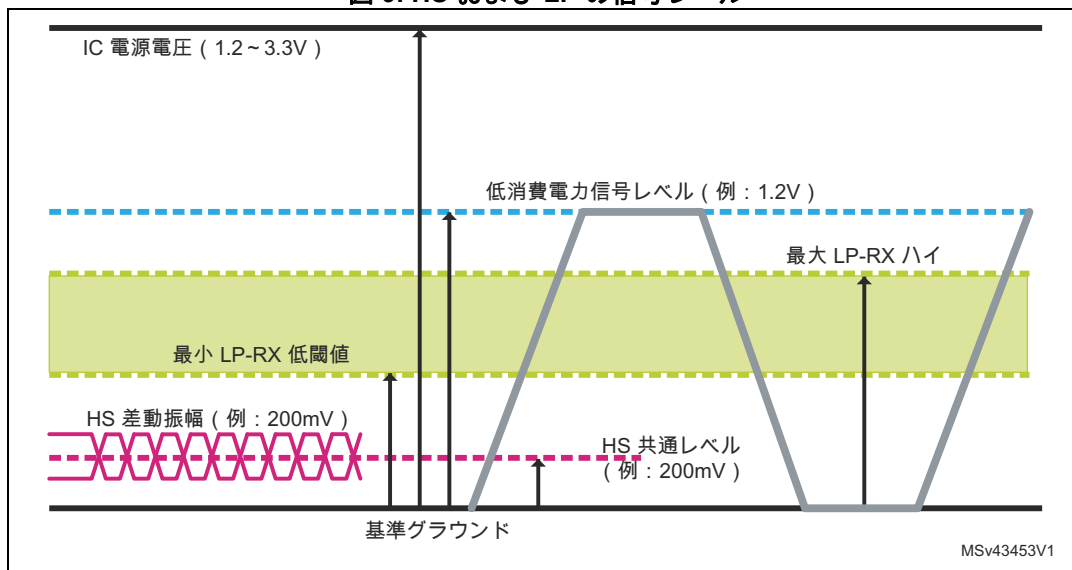 IC 電源電圧 ( 1.2 ~ 3.3V )
低消費電力信号レベル ( 例 : 1.2V )
最大 LP-RX ハイ
最小 LP-RX 低閾値
HS 差動振幅 ( 例 : 200mV )
HS 共通レベル
( 例 : 200mV )
基準グラウンド
MSv43453V1